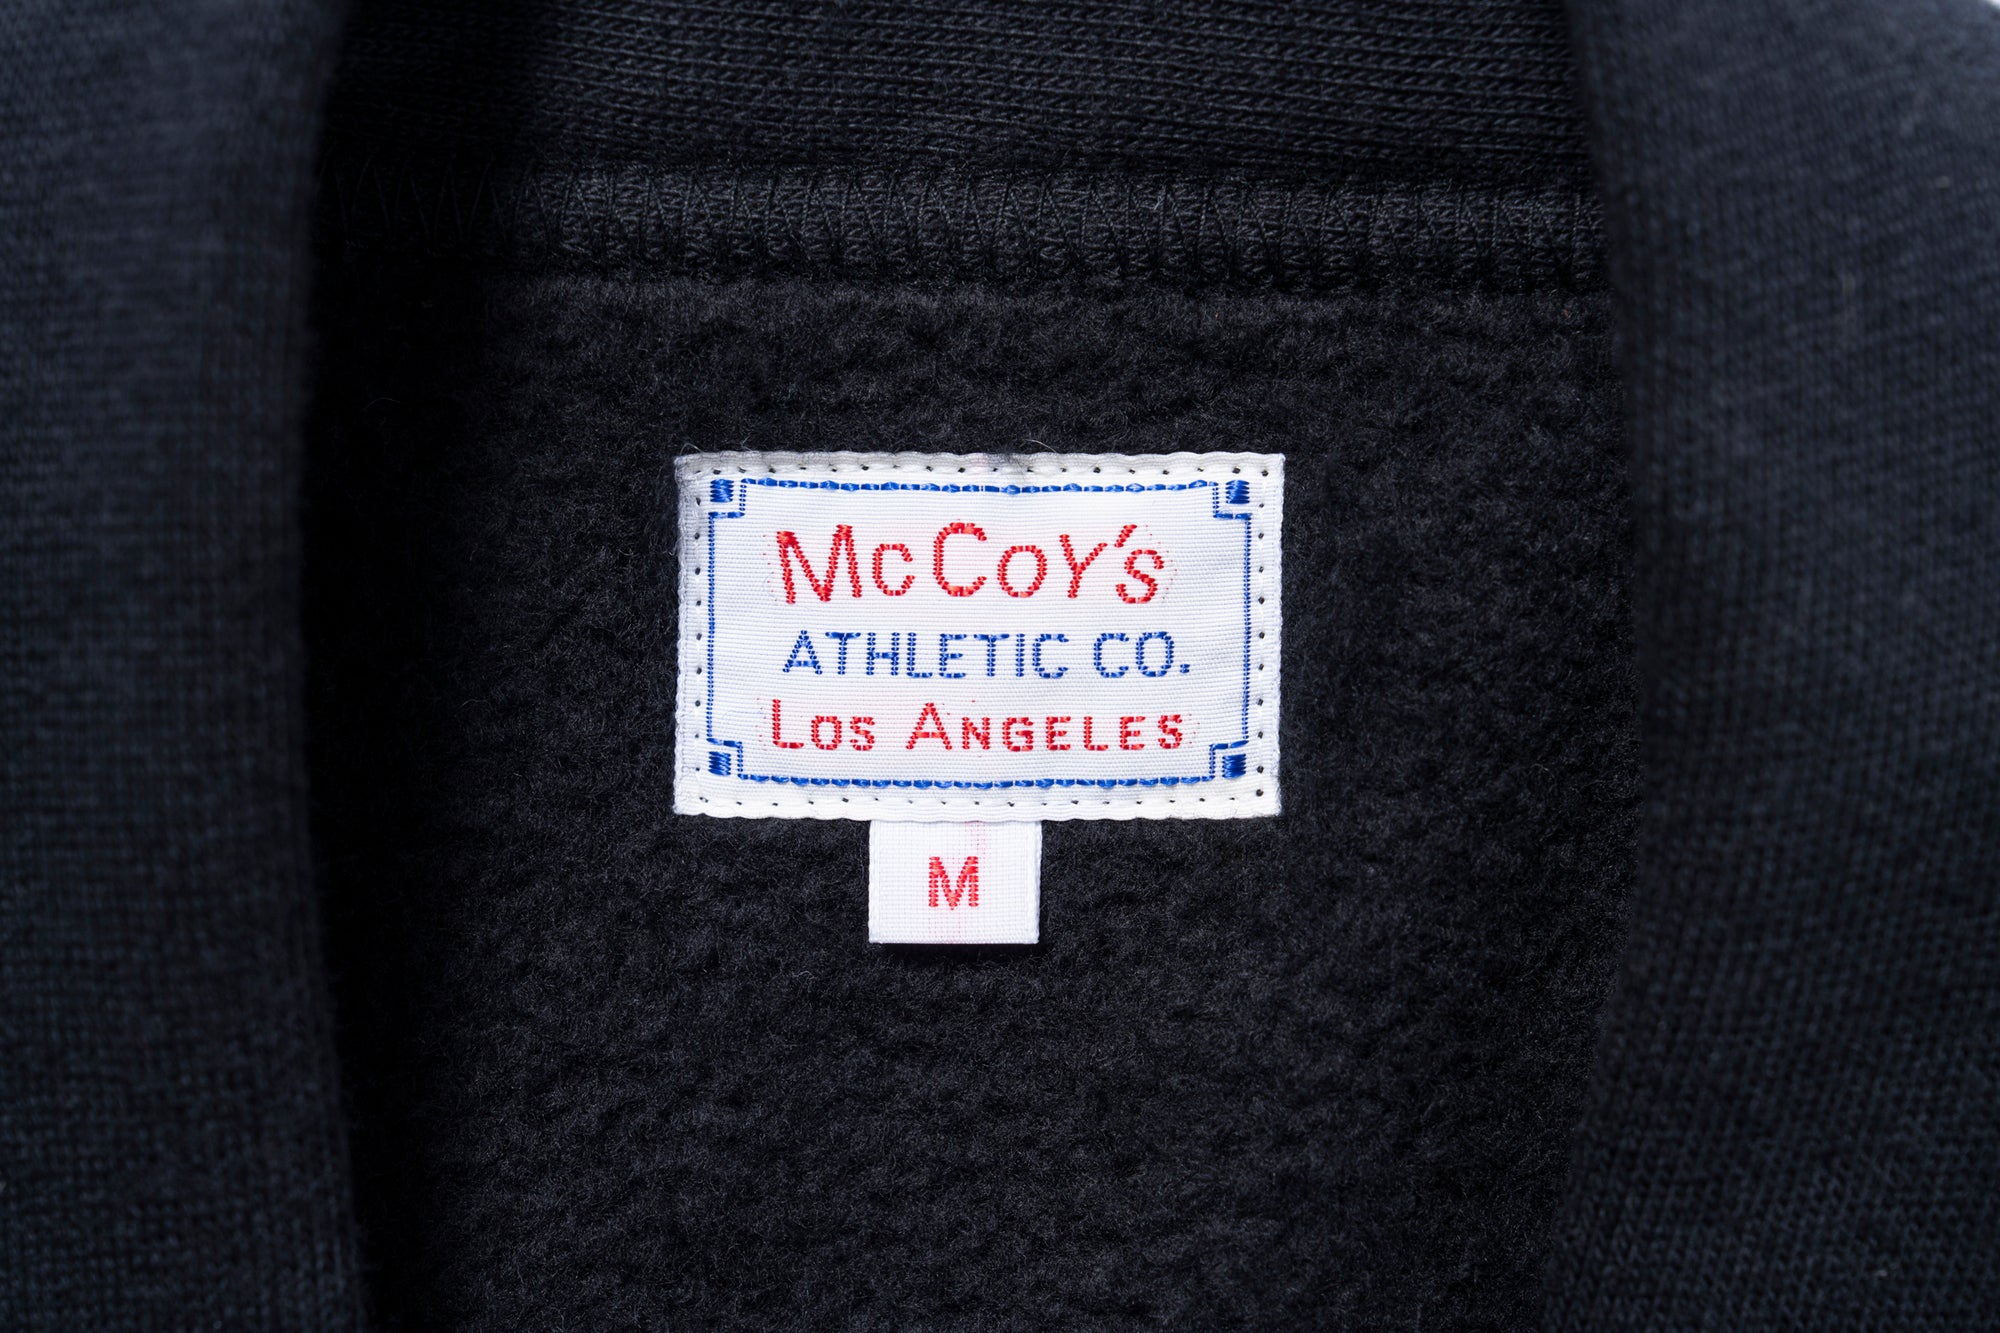 McCoy's
ATHLETIC CO.
Los Angeles
M